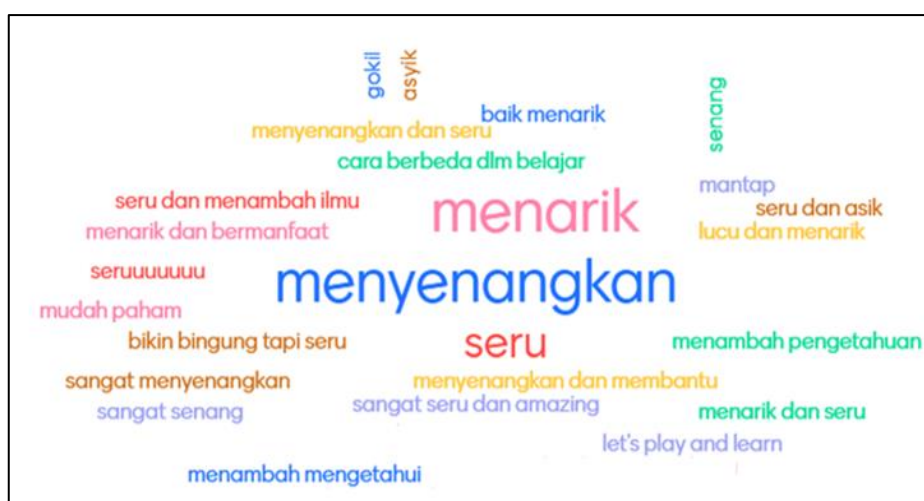 gokil
asyik
senang
baik menarik
menyenangkan dan seru
cara berbeda dlm belajar
mantap
seru dan menambah ilmu
menarik
seru dan asik
menarik dan bermanfaat
lucu dan menarik
seruuuuuuu
menyenangkan
mudah paham
bikin bingung tapi seru
seru
menambah pengetahuan
sangat menyenangkan
menyenangkan dan membantu
sangat senang
sangat seru dan amazing
menarik dan seru
let's play and learn
menambah mengetahui